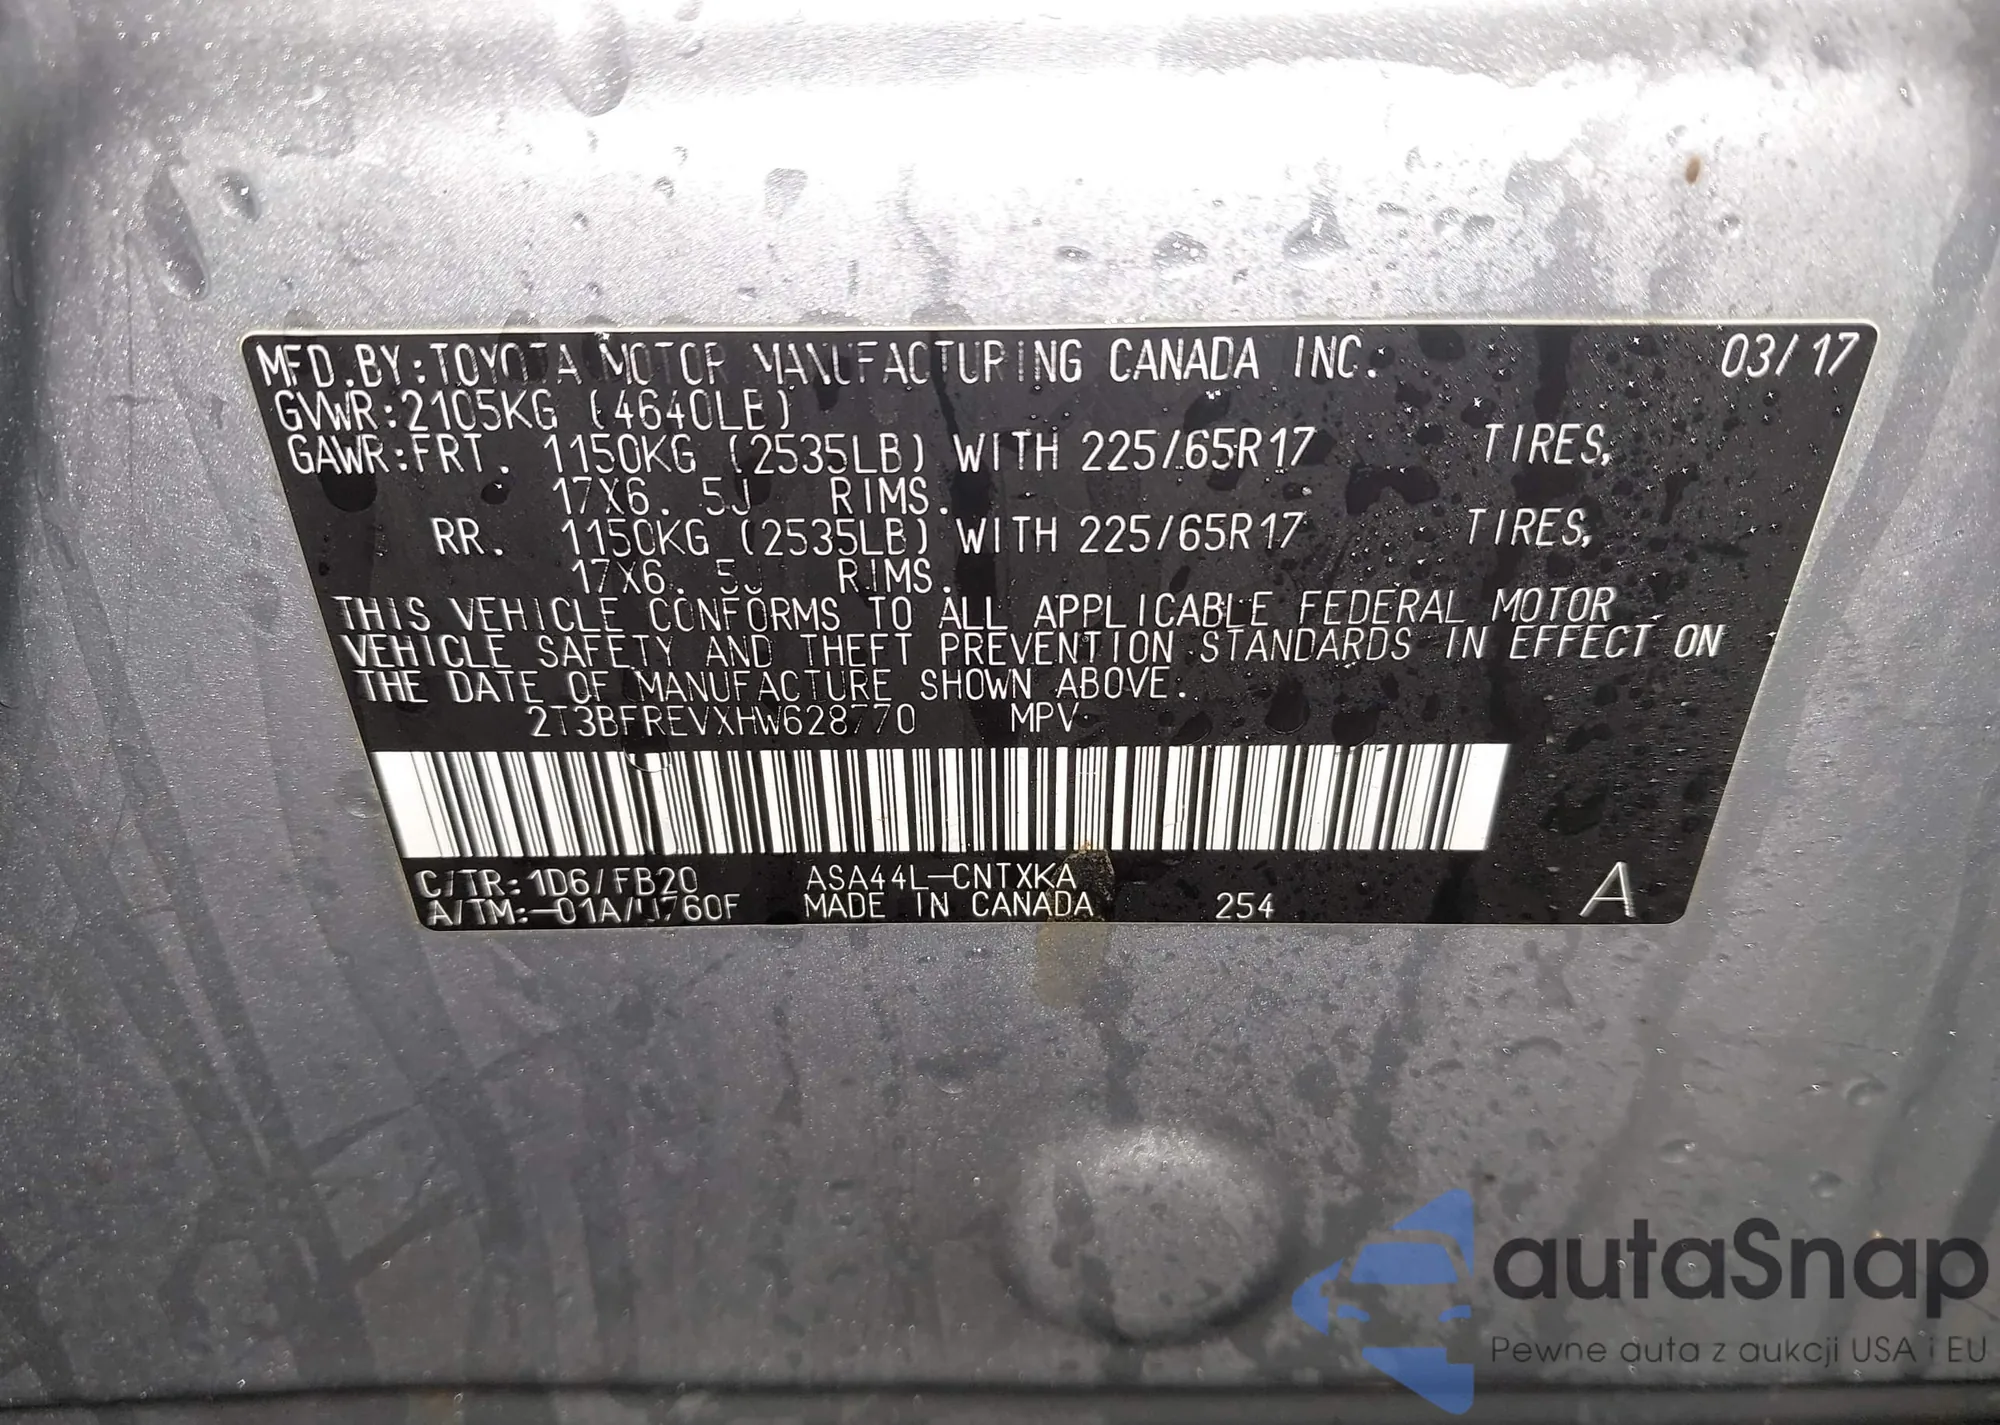 MFD.BY:TOYOTA MOTOR MANUFACTURING CANADA INC. 03/17
GVWR:2105KG (4640LB)
GAWR:FRT. 1150KG (2535LB) WITH 225/65R17 TIRES,
17X6.5J RIMS.
RR. 1150KG (2535LB) WITH 225/65R17 TIRES,
17X6.5J RIMS.
THIS VEHICLE CONFORMS TO ALL APPLICABLE FEDERAL MOTOR
VEHICLE SAFETY AND THEFT PREVENTION STANDARDS IN EFFECT ON
THE DATE OF MANUFACTURE SHOWN ABOVE.
2T3BFREVXHW628770 MPV
C/TR:1D6/FB20 ASA44L-CNTXKA
A/TM:-01A/U760F MADE IN CANADA 254 A
autaSnap
Pewne auta z aukcji USA i EU